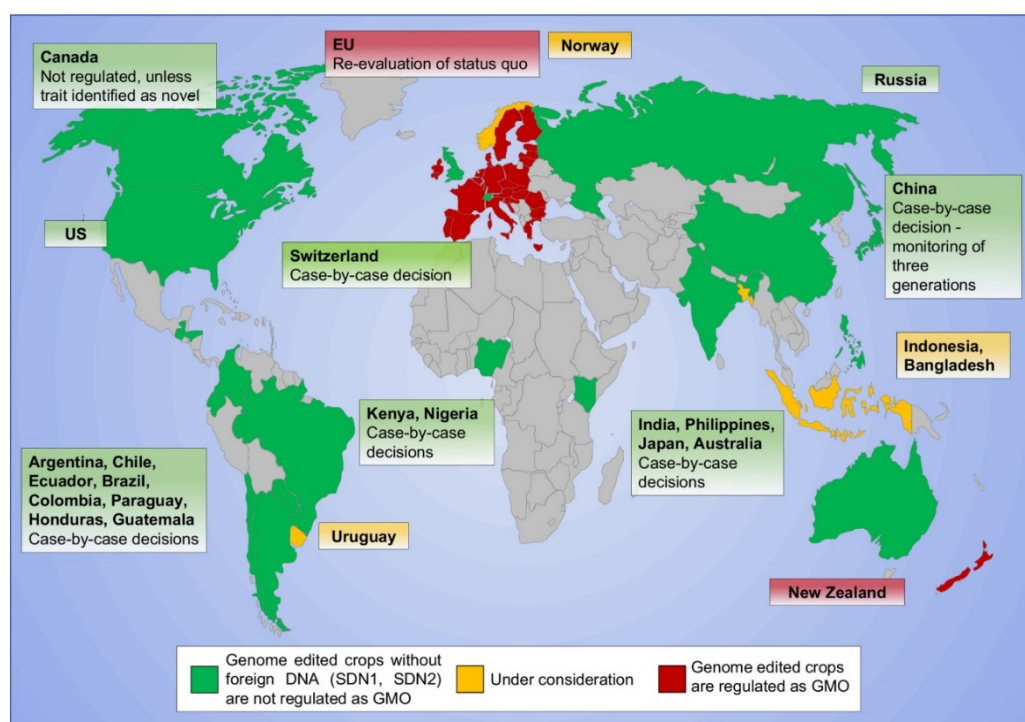 Canada
Not regulated, unless
trait identified as novel
EU
Re-evaluation of status quo
Norway
Russia
US
Switzerland
Case-by-case decision
China
Case-by-case
decision -
monitoring of
three
generations
Indonesia,
Bangladesh
Kenya, Nigeria
Case-by-case
decisions
India, Philippines,
Japan, Australia
Case-by-case
decisions
Argentina, Chile,
Ecuador, Brazil,
Colombia, Paraguay,
Honduras, Guatemala
Case-by-case decisions
Uruguay
New Zealand
Genome edited crops without
foreign DNA (SDN1, SDN2)
are not regulated as GMO
Under consideration
Genome edited crops
are regulated as GMO